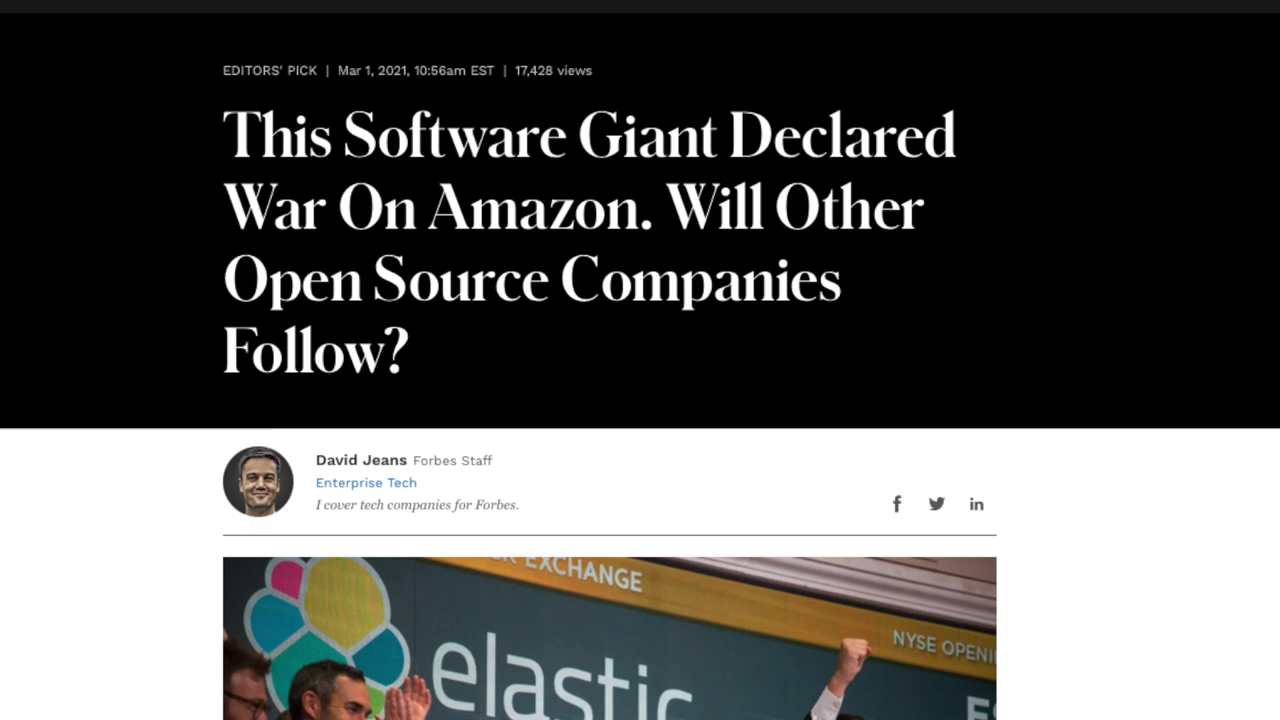 EDITORS' PICK | Mar 1, 2021, 10:56am EST | 17,428 views
This Software Giant Declared
War On Amazon. Will Other
Open Source Companies
Follow?
David Jeans Forbes Staff
Enterprise Tech
I cover tech companies for Forbes.
EXCHANGE
NYSE
elastic